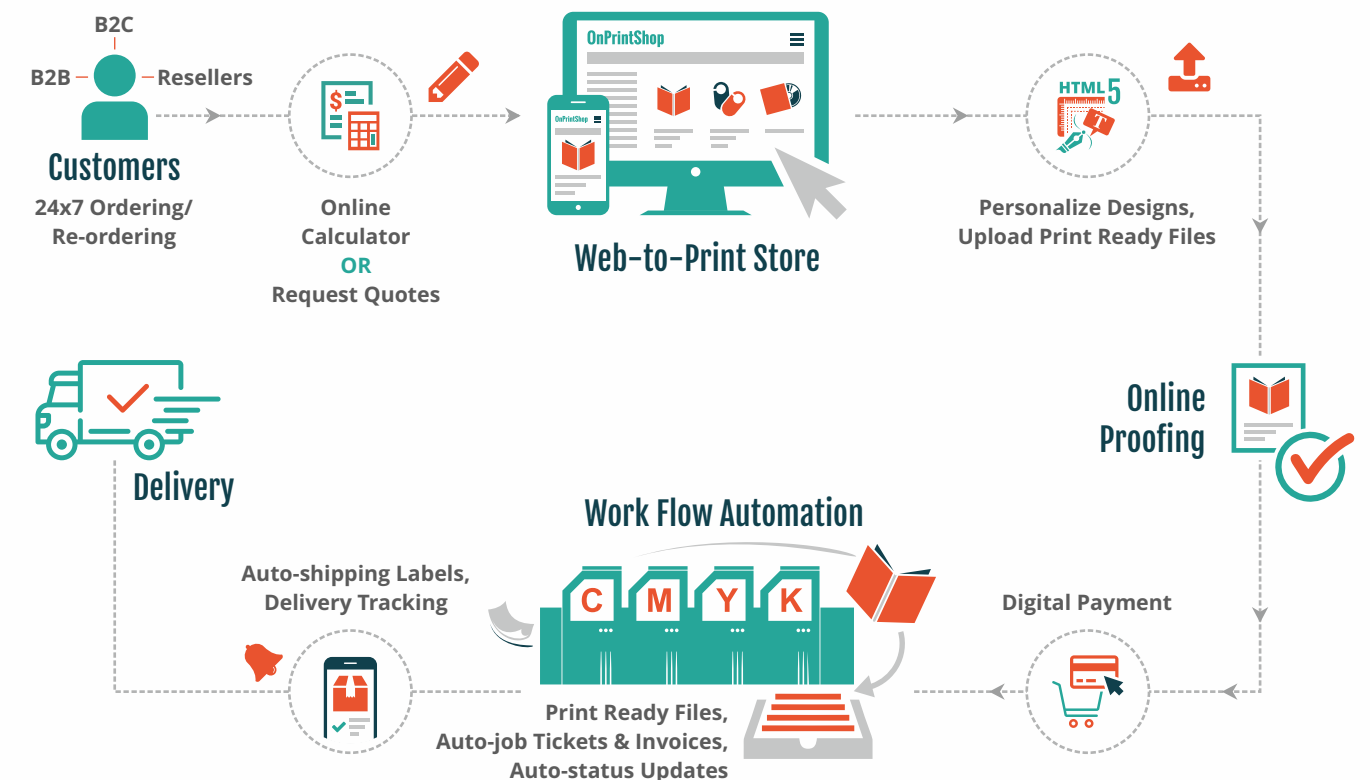 B2C
B2B
Resellers
Customers
24x7 Ordering/
Re-ordering
$
Online
Calculator
OR
Request Quotes
OnPrintShop
OnPrintShop
Web-to-Print Store
HTML5
T
Personalize Designs,
Upload Print Ready Files
Online
Proofing
Digital Payment
Work Flow Automation
C M Y K
Print Ready Files,
Auto-job Tickets & Invoices,
Auto-status Updates
Auto-shipping Labels,
Delivery Tracking
Delivery